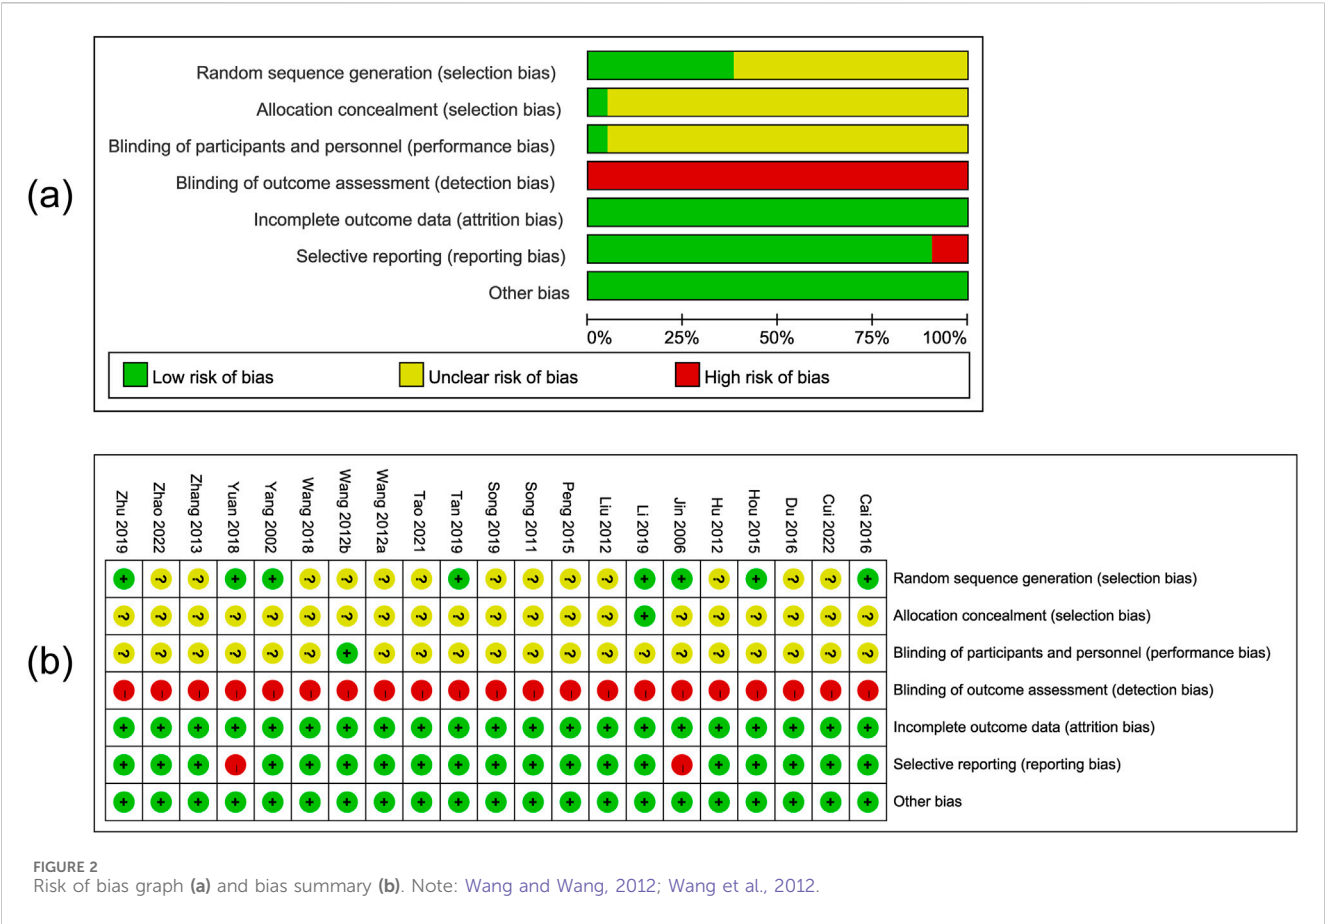 (a)
Random sequence generation (selection bias)
Allocation concealment (selection bias)
Blinding of participants and personnel (performance bias)
Blinding of outcome assessment (detection bias)
Incomplete outcome data (attrition bias)
Selective reporting (reporting bias)
Other bias
0% 25% 50% 75% 100%
Low risk of bias Unclear risk of bias High risk of bias
(b)
Zhu 2019
Zhao 2022
Zhang 2013
Yuan 2018
Yang 2002
Wang 2018
Wang 2012b
Wang 2012a
Tao 2021
Tan 2019
Song 2019
Song 2011
Peng 2015
Liu 2012
Li 2019
Jin 2006
Hu 2012
Hou 2015
Du 2016
Cui 2022
Cai 2016
+ ? ? + + ? ? ? ? + ? ? ? ? + + ? + ? ? + Random sequence generation (selection bias)
? ? ? ? ? ? ? ? ? ? ? ? ? ? + ? ? ? ? ? ? Allocation concealment (selection bias)
? ? ? ? ? ? + ? ? ? ? ? ? ? ? ? ? ? ? ? ? Blinding of participants and personnel (performance bias)
- - - - - - - - - - - - - - - - - - - - - Blinding of outcome assessment (detection bias)
+ + + + + + + + + + + + + + + + + + + + + Incomplete outcome data (attrition bias)
+ + + - + + + + + + + + + + + - + + + + + Selective reporting (reporting bias)
+ + + + + + + + + + + + + + + + + + + + + Other bias
FIGURE 2
Risk of bias graph (a) and bias summary (b). Note: Wang and Wang, 2012; Wang et al., 2012.